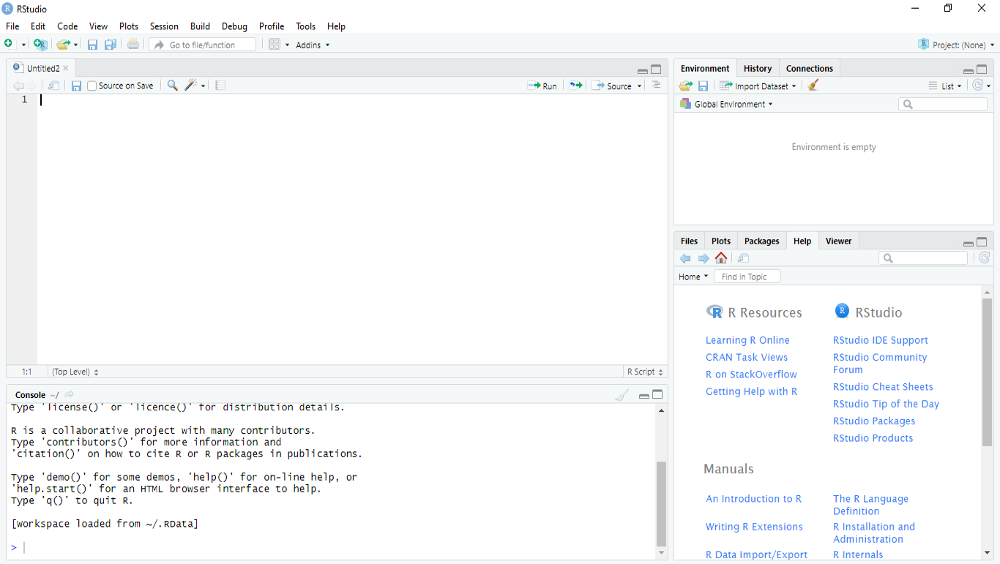 RStudio
File Edit Code View Plots Session Build Debug Profile Tools Help
Go to file/function Addins Project: (None)
Untitled2
Source on Save Run Source
1
1:1 (Top Level) R Script
Console ~/
Type 'license()' or 'licence()' for distribution details.
R is a collaborative project with many contributors.
Type 'contributors()' for more information and
'citation()' on how to cite R or R packages in publications.
Type 'demo()' for some demos, 'help()' for on-line help, or
'help.start()' for an HTML browser interface to help.
Type 'q()' to quit R.
[Workspace loaded from ~/.RData]
>
Environment History Connections
Import Dataset List
Global Environment
Environment is empty
Files Plots Packages Help Viewer
Home Find in Topic
R Resources
Learning R Online
CRAN Task Views
R on StackOverflow
Getting Help with R
RStudio
RStudio IDE Support
RStudio Community
Forum
RStudio Cheat Sheets
RStudio Tip of the Day
RStudio Packages
RStudio Products
Manuals
An Introduction to R
Writing R Extensions
R Data Import/Export
The R Language
Definition
R Installation and
Administration
R Internals